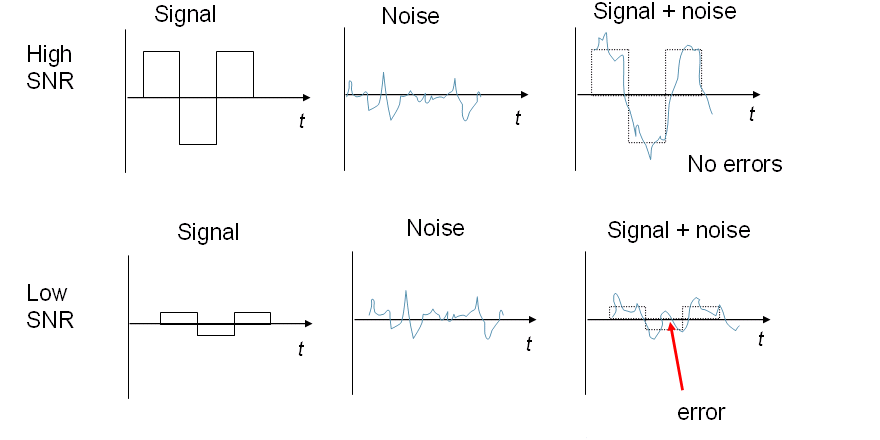 Signal
Noise
Signal + noise
High
SNR
t
t
t
No errors
Signal
Noise
Signal + noise
Low
SNR
t
t
t
error